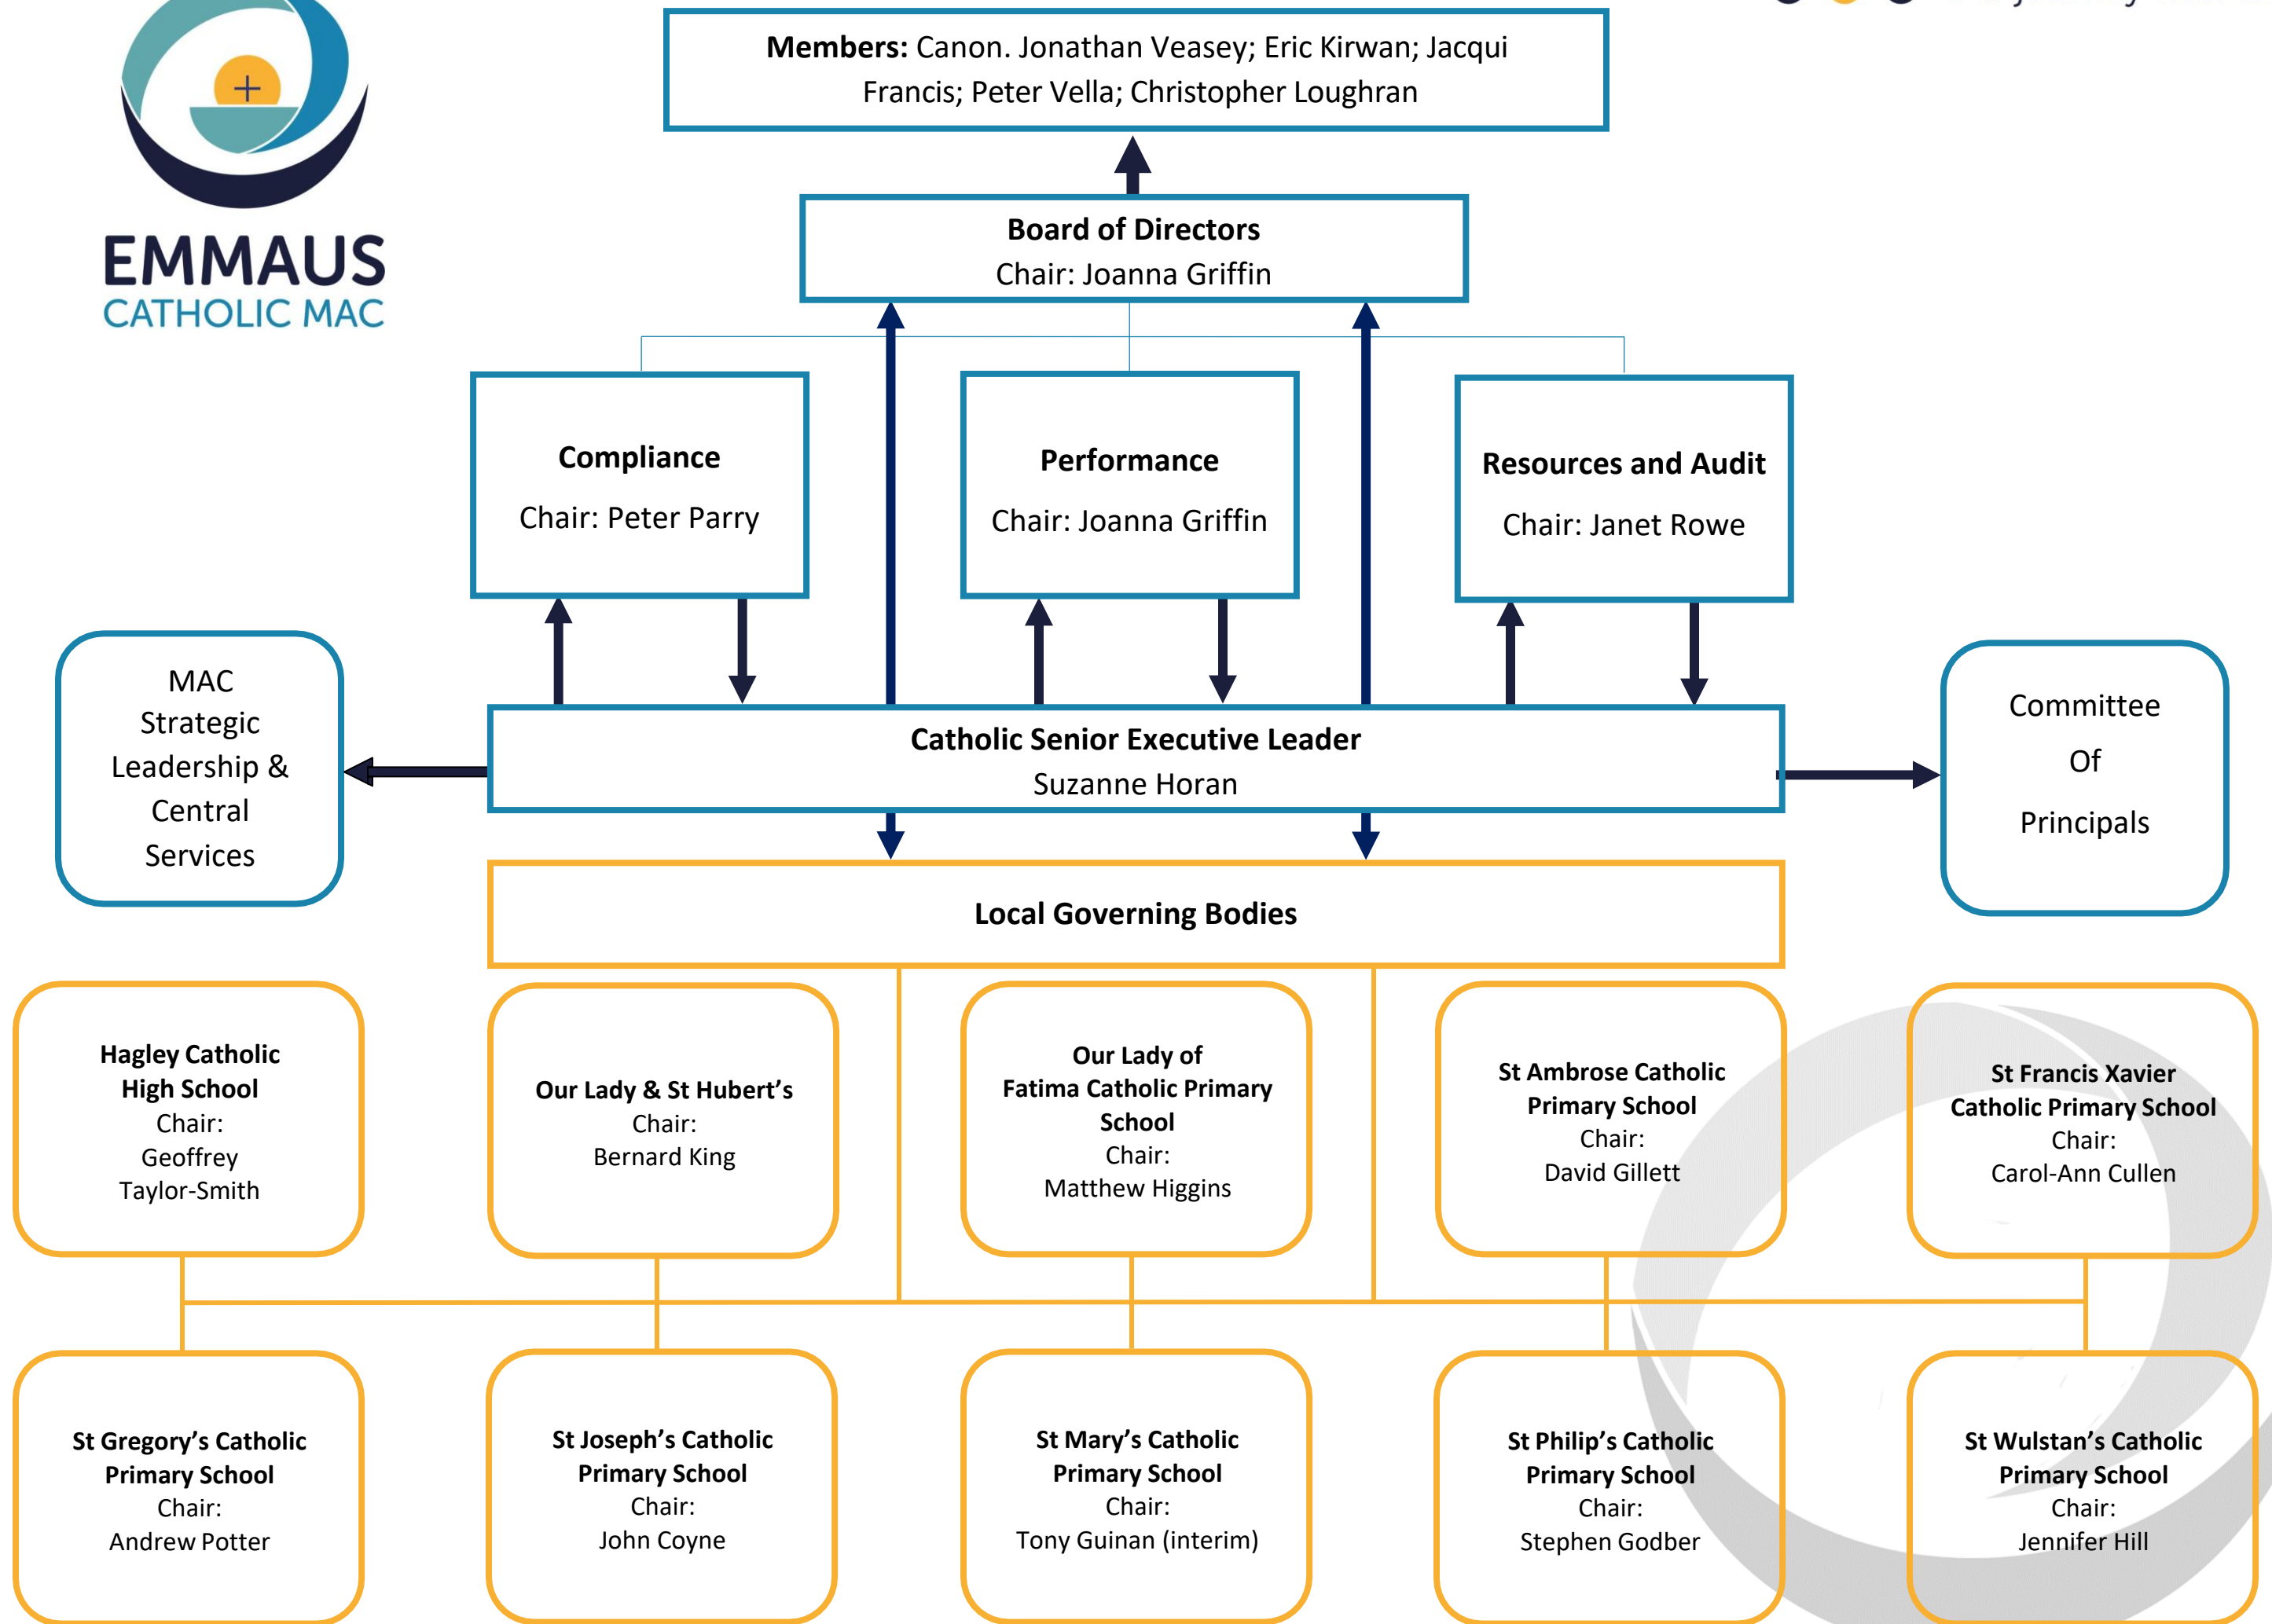 EMMAUS
CATHOLIC MAC
Members: Canon. Jonathan Veasey; Eric Kirwan; Jacqui
Francis; Peter Vella; Christopher Loughran
Board of Directors
Chair: Joanna Griffin
Compliance
Chair: Peter Parry
Performance
Chair: Joanna Griffin
Resources and Audit
Chair: Janet Rowe
MAC
Strategic
Leadership &
Central
Services
Catholic Senior Executive Leader
Suzanne Horan
Committee
Of
Principals
Local Governing Bodies
Hagley Catholic
High School
Chair:
Geoffrey
Taylor-Smith
Our Lady & St Hubert’s
Chair:
Bernard King
Our Lady of
Fatima Catholic Primary
School
Chair:
Matthew Higgins
St Ambrose Catholic
Primary School
Chair:
David Gillett
St Francis Xavier
Catholic Primary School
Chair:
Carol-Ann Cullen
St Gregory’s Catholic
Primary School
Chair:
Andrew Potter
St Joseph’s Catholic
Primary School
Chair:
John Coyne
St Mary’s Catholic
Primary School
Chair:
Tony Guinan (interim)
St Philip’s Catholic
Primary School
Chair:
Stephen Godber
St Wulstan’s Catholic
Primary School
Chair:
Jennifer Hill